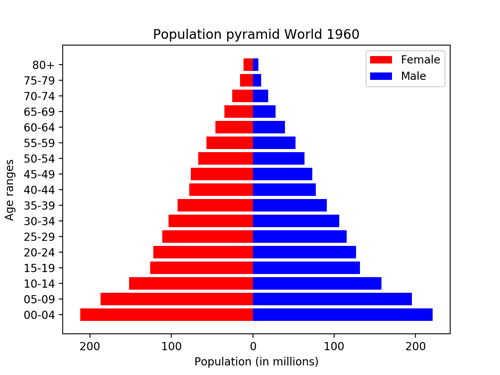 Population pyramid World 1960
Female
Male
80+
75-79
70-74
65-69
60-64
55-59
50-54
45-49
40-44
35-39
30-34
25-29
20-24
15-19
10-14
05-09
00-04
Age ranges
200 100 0 100 200
Population (in millions)